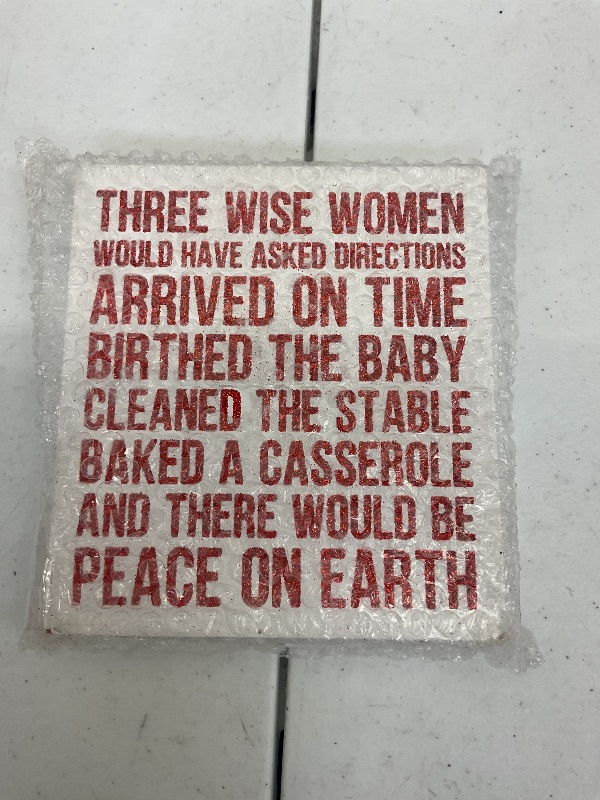 THREE WISE WOMEN
WOULD HAVE ASKED DIRECTIONS
ARRIVED ON TIME
BIRTHED THE BABY
CLEANED THE STABLE
BAKED A CASSEROLE
AND THERE WOULD BE
PEACE ON EARTH